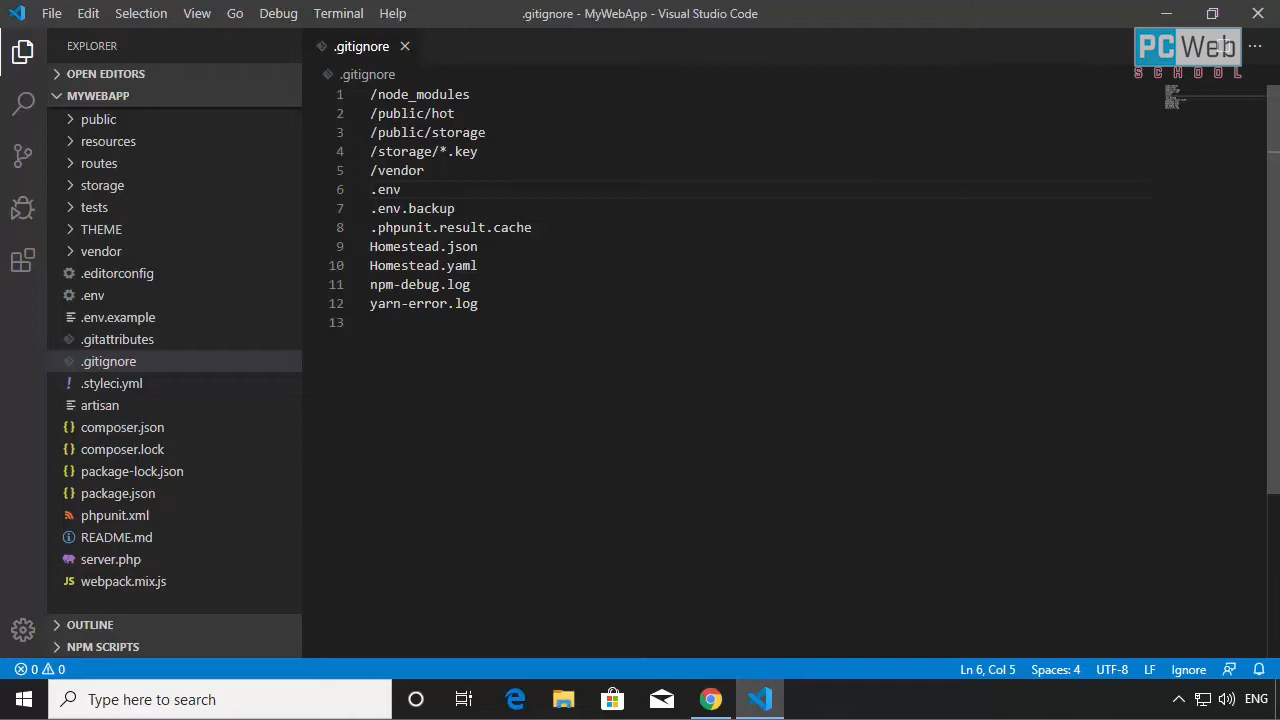 File Edit Selection View Go Debug Terminal Help
.gitignore - MyWebApp - Visual Studio Code
EXPLORER
OPEN EDITORS
MYWEBAPP
public
resources
routes
storage
tests
THEME
vendor
.editorconfig
.env
.env.example
.gitattributes
.gitignore
.styleci.yml
artisan
composer.json
composer.lock
package-lock.json
package.json
phpunit.xml
README.md
server.php
webpack.mix.js
OUTLINE
NPM SCRIPTS
.gitignore
.gitignore
1 /node_modules
2 /public/hot
3 /public/storage
4 /storage/*.key
5 /vendor
6 .env
7 .env.backup
8 .phpunit.result.cache
9 Homestead.json
10 Homestead.yaml
11 npm-debug.log
12 yarn-error.log
13
PC Web
SCHOOL
0 0
Ln 6, Col 5 Spaces: 4 UTF-8 LF Ignore
Type here to search
ENG